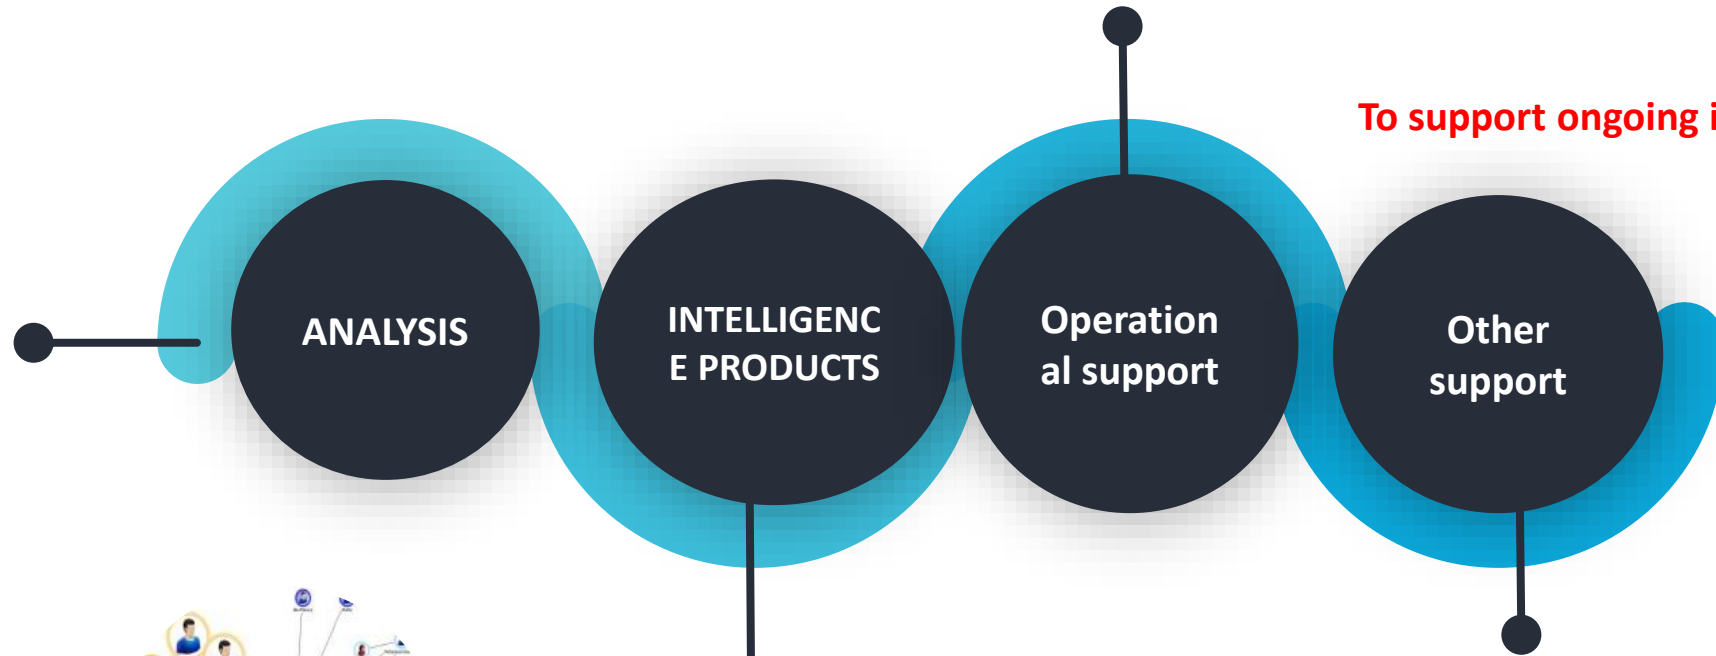 To support ongoing i
ANALYSIS
INTELLIGENC
E PRODUCTS
Operation
al support
Other
support